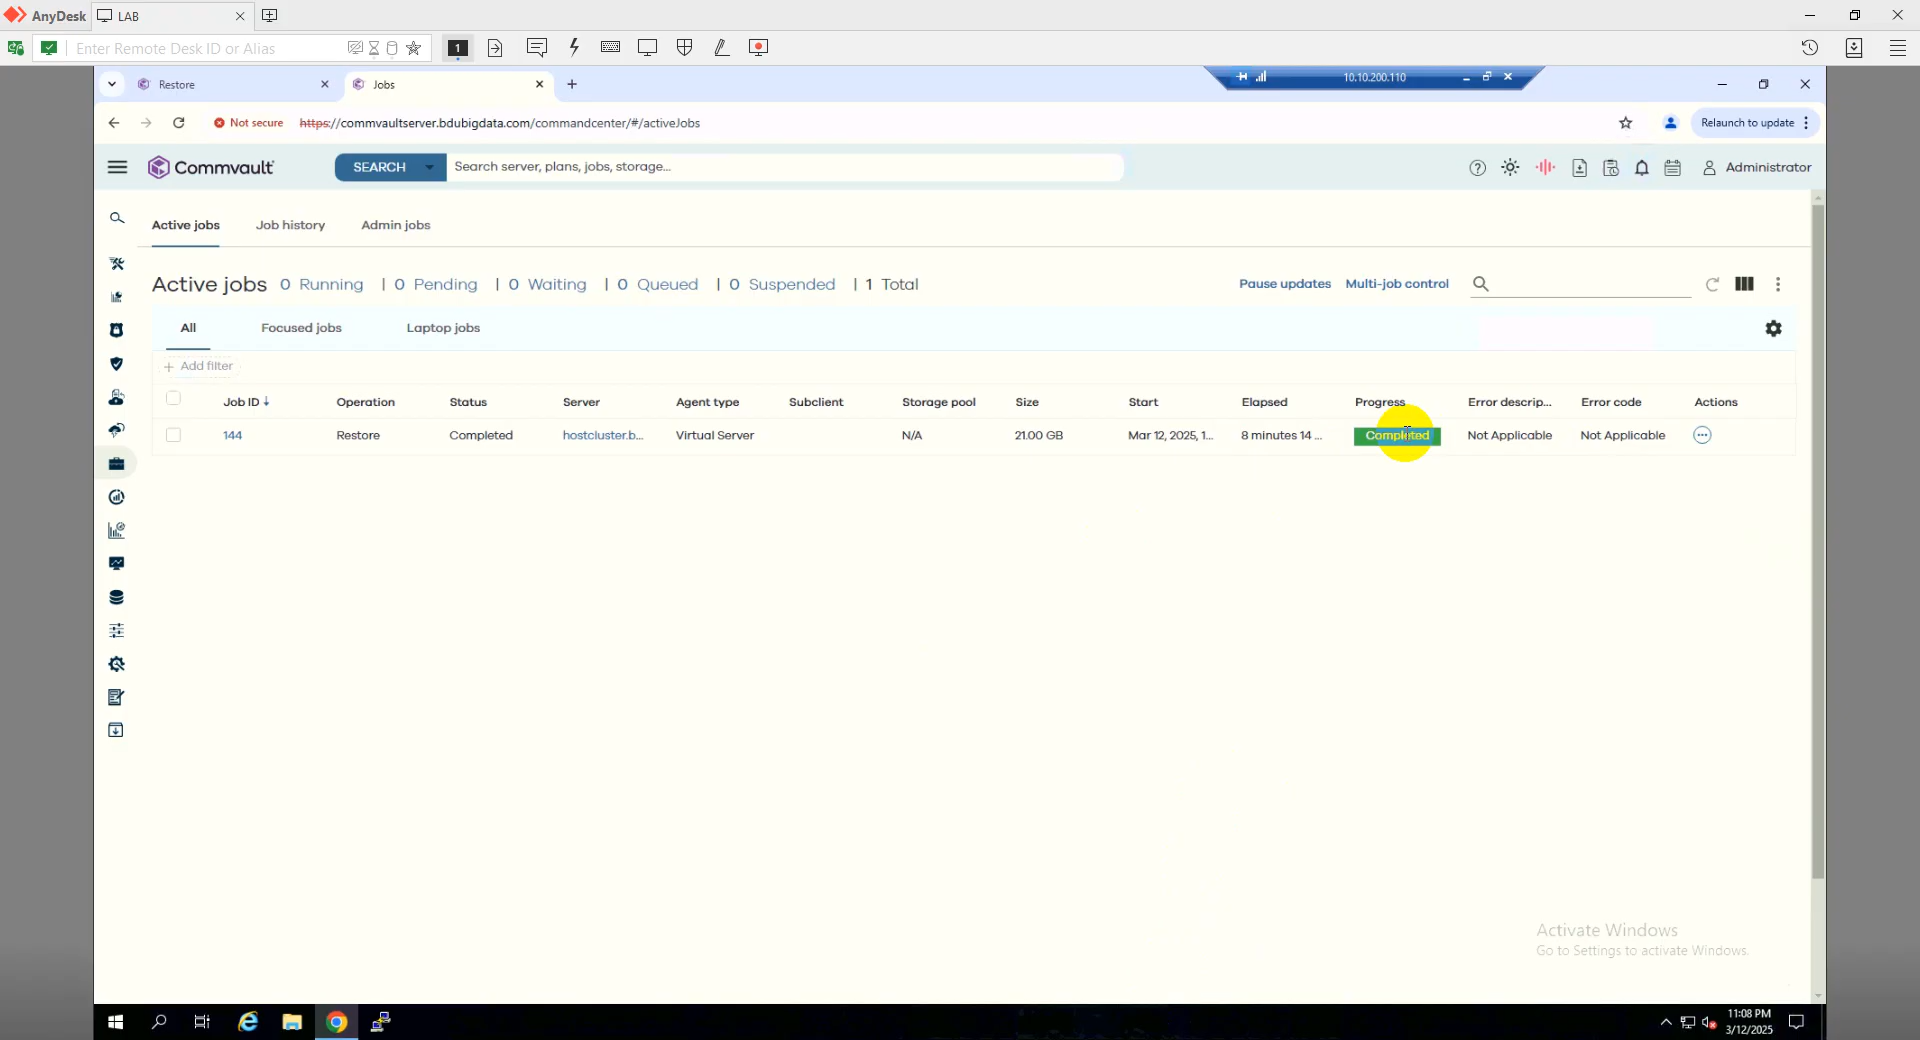 AnyDesk LAB
Enter Remote Desk ID or Alias 1
Restore Jobs 10.10.200.110
Not secure https://commvaultserver.bdubigdata.com/commandcenter/#/activeJobs Relaunch to update
Commvault SEARCH Search server, plans, jobs, storage... Administrator
Active jobs Job history Admin jobs
Active jobs 0 Running | 0 Pending | 0 Waiting | 0 Queued | 0 Suspended | 1 Total Pause updates Multi-job control
All Focused jobs Laptop jobs
+ Add filter
Job ID ↓ Operation Status Server Agent type Subclient Storage pool Size Start Elapsed Progress Error descrip... Error code Actions
144 Restore Completed hostcluster.b... Virtual Server N/A 21.00 GB Mar 12, 2025, 1... 8 minutes 14 ... Completed Not Applicable Not Applicable
Activate Windows
Go to Settings to activate Windows.
11:08 PM
3/12/2025